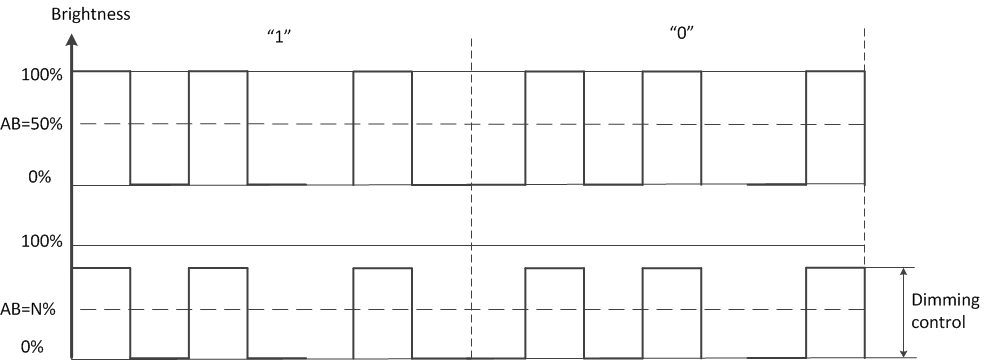 Brightness
“1”
“0”
100%
AB=50%
0%
100%
AB=N%
0%
Dimming
control